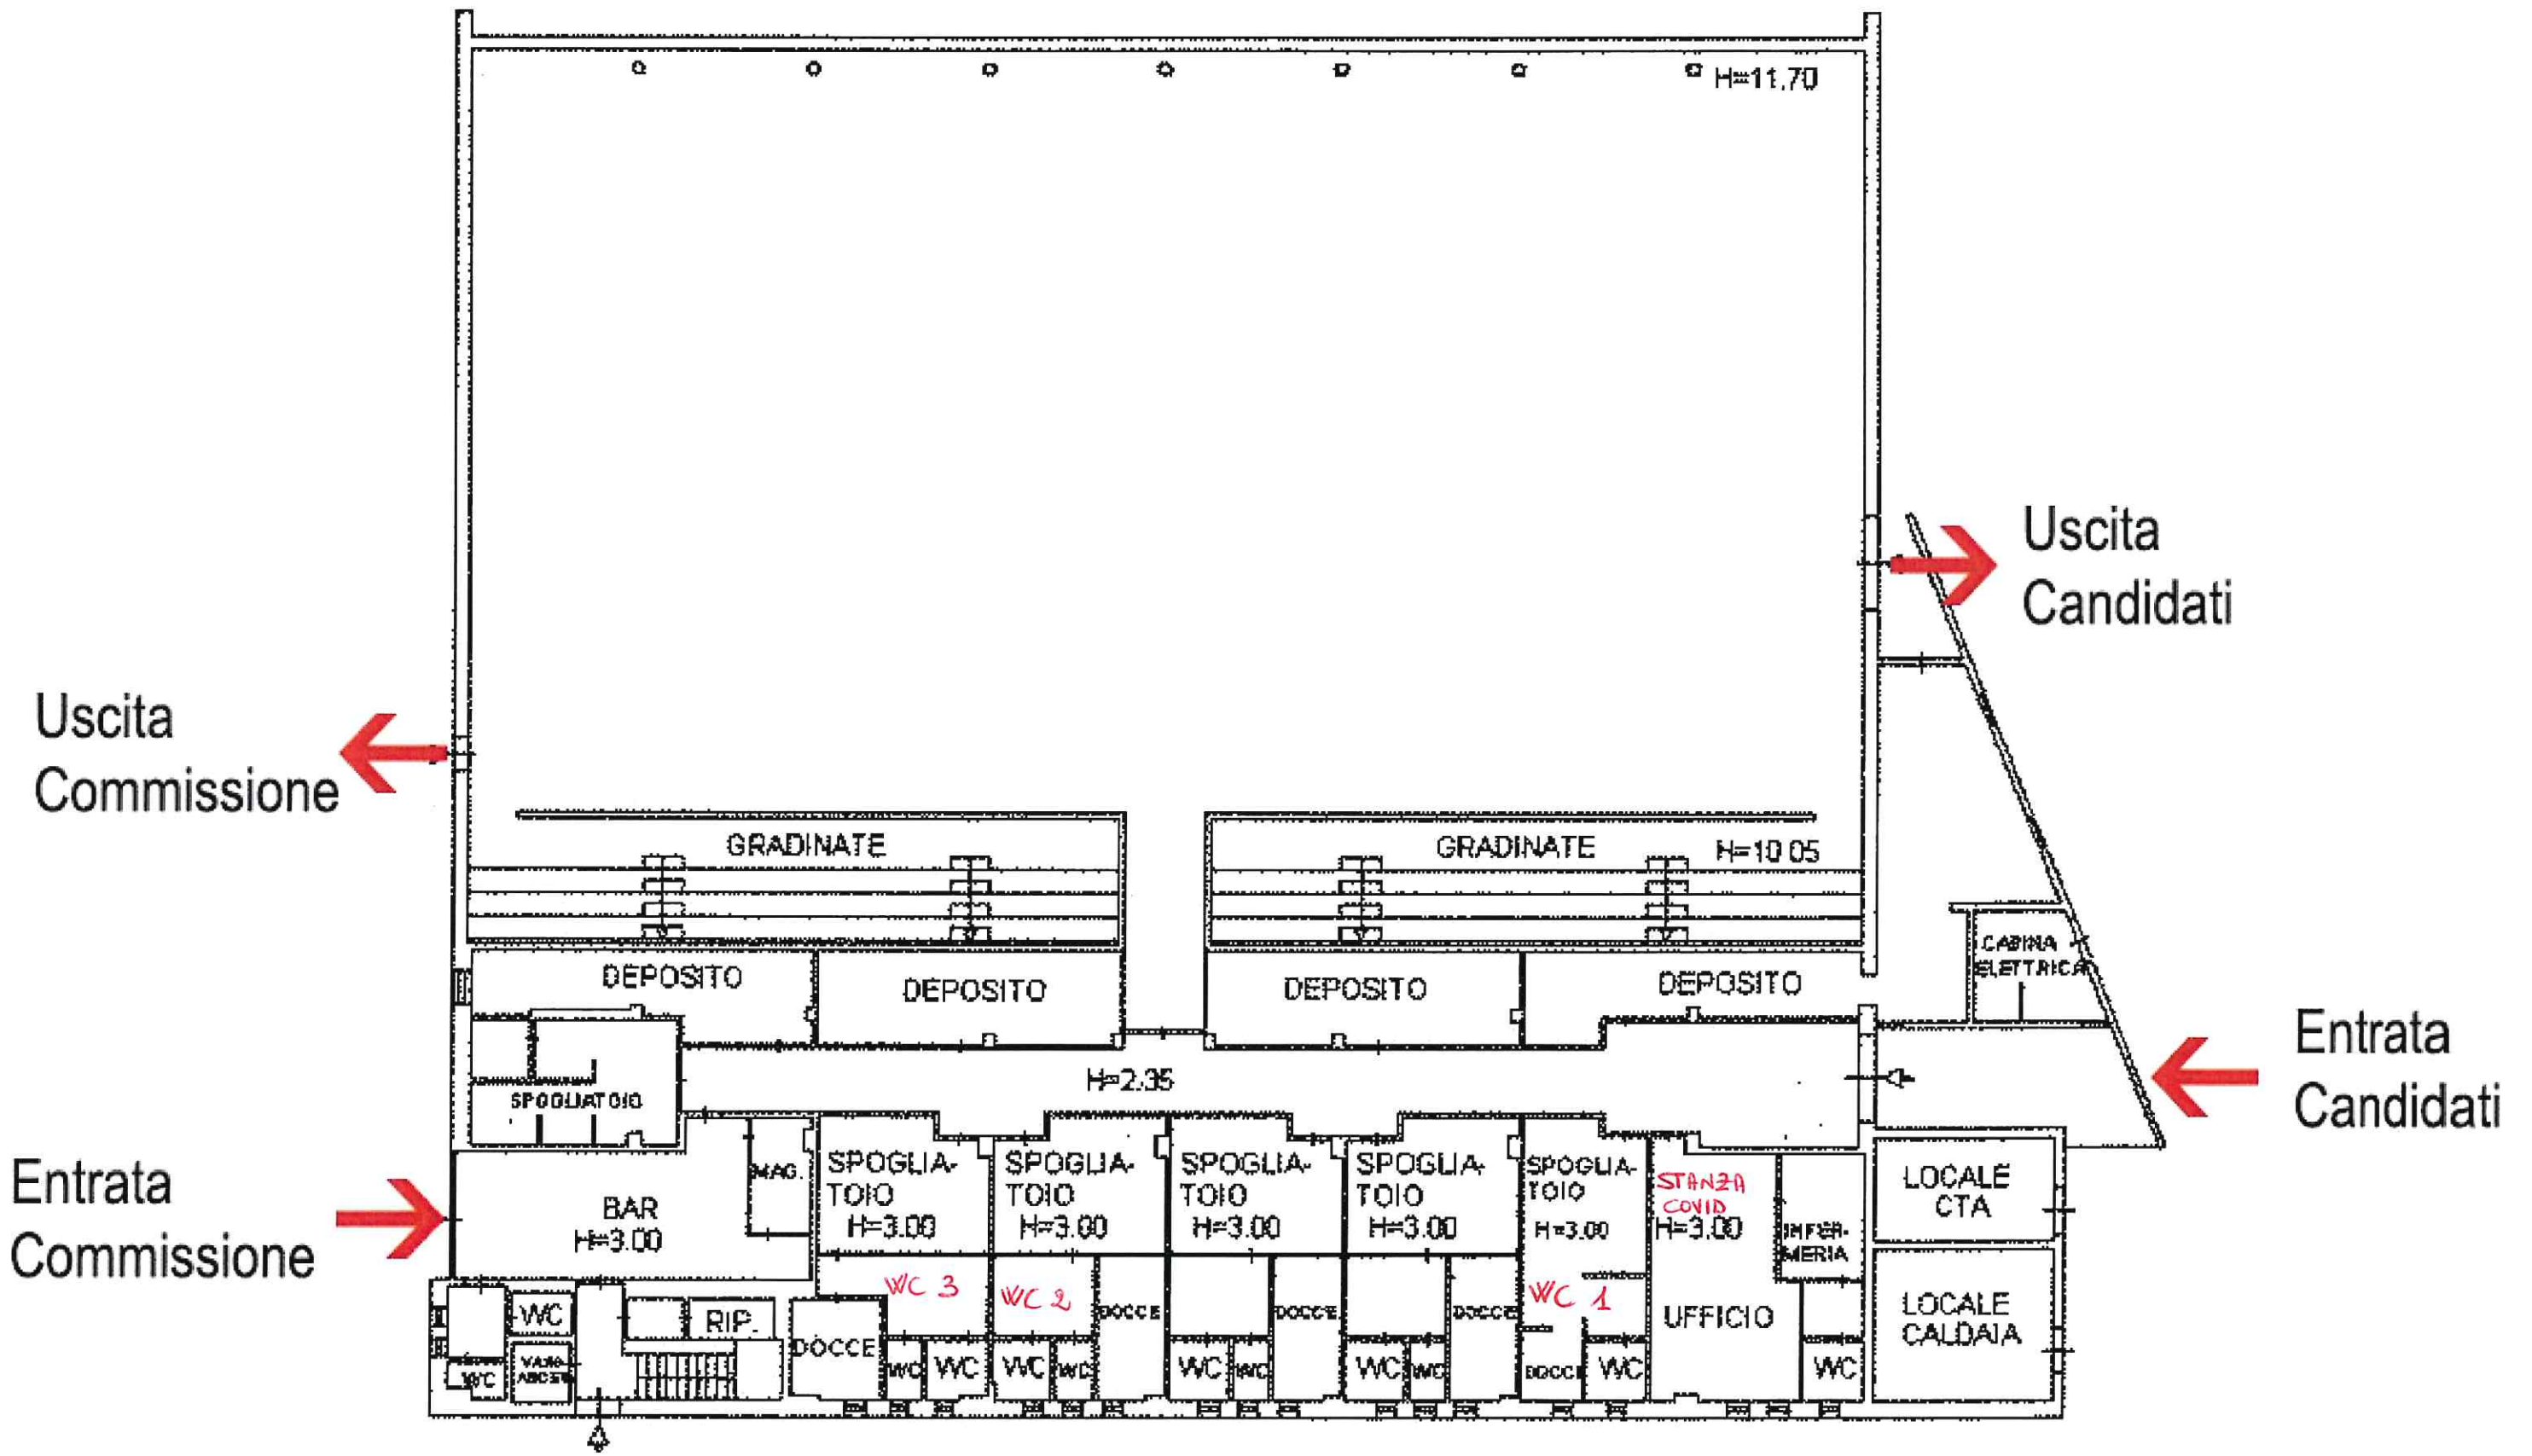 H=11.70
Uscita
Candidati
Uscita
Commissione
GRADINATE
GRADINATE
H=10.05
DEPOSITO
DEPOSITO
DEPOSITO
DEPOSITO
CABINA
ELETTRICA
Entrata
Candidati
H=2.35
SPOGLIATOIO
Entrata
Commissione
BAR
H=3.00
MAG.
SPOGLIA-
TOIO
H=3.00
SPOGLIA-
TOIO
H=3.00
SPOGLIA-
TOIO
H=3.00
SPOGLIA-
TOIO
H=3.00
SPOGLIA-
TOIO
H=3.00
STANZA
COVID
H=3.00
INFER-
MERIA
LOCALE
CTA
WC 3
WC 2
WC 1
UFFICIO
LOCALE
CALDAIA
WC
RIP.
DOCCE
DOCCE
DOCCE
DOCCE
WC
VANO
WC
WC
WC
WC
WC
WC
WC
WC
DOCCE
WC
WC